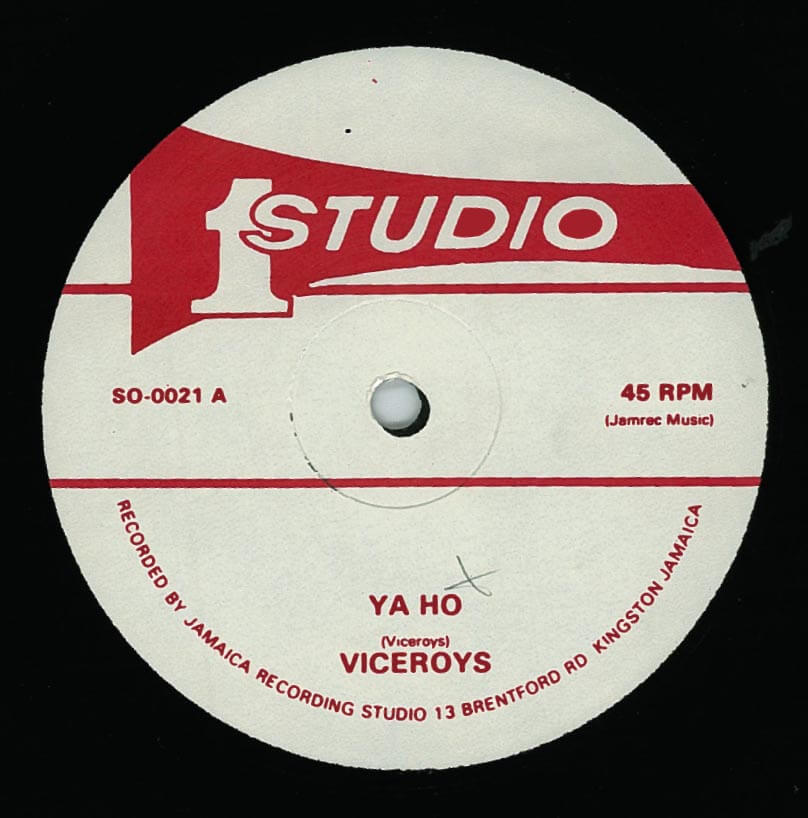 1 STUDIO
SO-0021 A
45 RPM
(Jamrec Music)
YA HO
(Viceroys)
VICEROYS
RECORDED BY JAMAICA RECORDING STUDIO 13 BRENTFORD RD KINGSTON JAMAICA